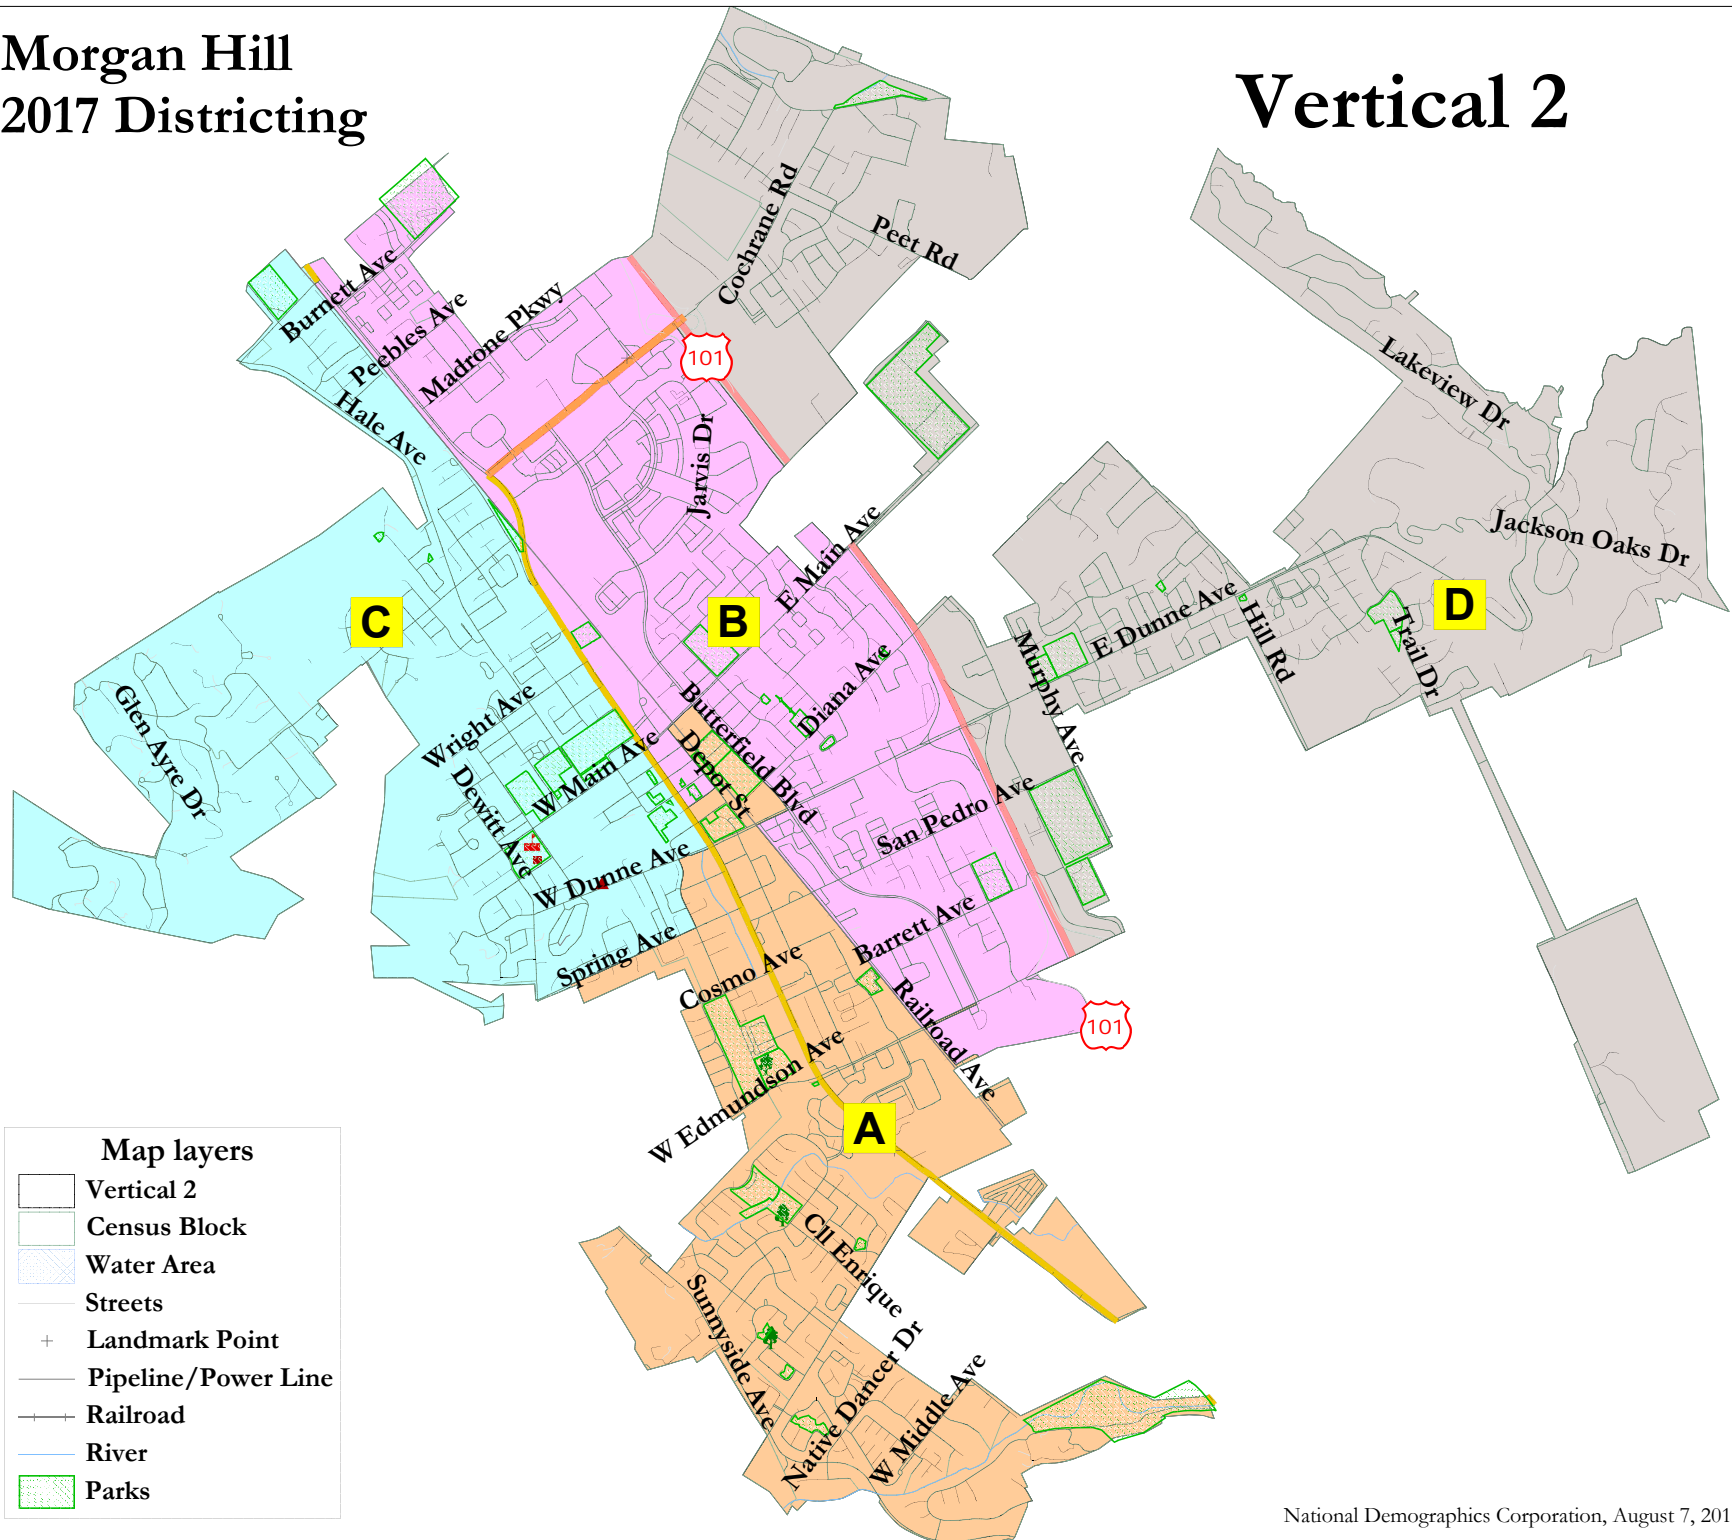 Morgan Hill
2017 Districting
Vertical 2
Cochrane Rd
Peet Rd
Burnett Ave
Peebles Ave
Madrone Pkwy
Hale Ave
101
Jarvis Dr
Lakeview Dr
Jackson Oaks Dr
E Main Ave
C
B
D
E Dunne Ave
Hill Rd
Trail Dr
Murphy Ave
Diana Ave
Glen Ayre Dr
Wright Ave
W Main Ave
Dewitt Ave
Butterfield Blvd
Depot St
San Pedro Ave
W Dunne Ave
Barrett Ave
Spring Ave
Cosmo Ave
Railroad Ave
101
W Edmundson Ave
A
Cll Enrique
Sunnyside Ave
Native Dancer Dr
W Middle Ave
Map layers
Vertical 2
Census Block
Water Area
Streets
Landmark Point
Pipeline/Power Line
Railroad
River
Parks
National Demographics Corporation, August 7, 201